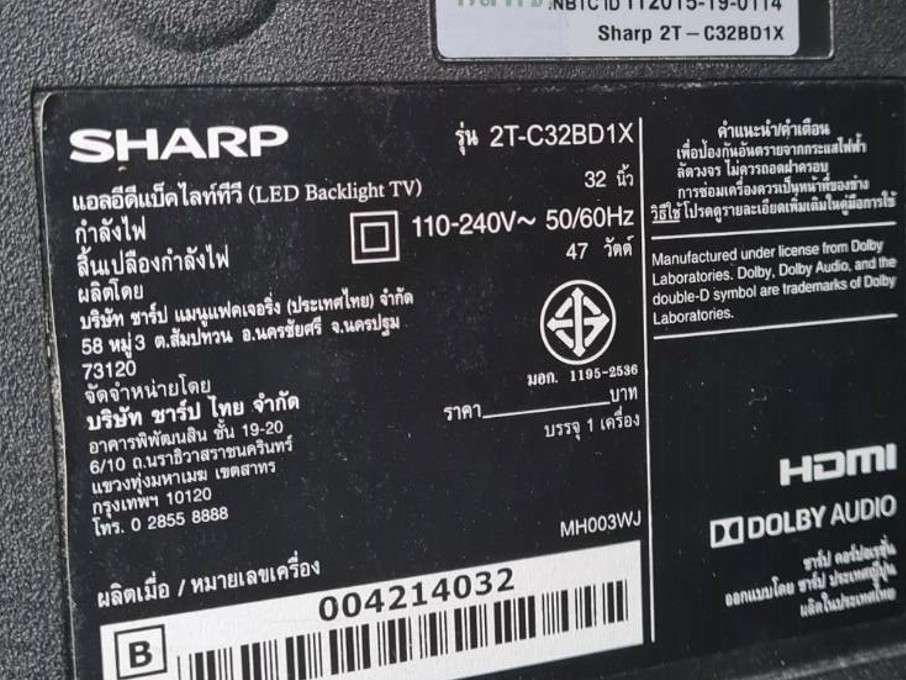 NBTC ID
Sharp 2T-C32BD1X
SHARP
รุ่น 2T-C32BD1X
แอลอีดีแบ็คไลท์ทีวี (LED Backlight TV)
32 นิ้ว
กำลังไฟ
110-240V~ 50/60Hz
สิ้นเปลืองกำลังไฟ
47 วัตต์
ผลิตโดย
บริษัท ชาร์ป แมนูแฟคเจอริ่ง (ประเทศไทย) จำกัด
58 หมู่ 3 ต.สัมปทวน อ.นครชัยศรี จ.นครปฐม
73120
จัดจำหน่ายโดย
บริษัท ชาร์ป ไทย จำกัด
อาคารพิพัฒนสิน ชั้น 19-20
6/10 ถ.นราธิวาสราชนครินทร์
แขวงทุ่งมหาเมฆ เขตสาทร
กรุงเทพฯ 10120
โทร. 0 2855 8888
มอก. 1195-2536
ราคา____________บาท
บรรจุ 1 เครื่อง
MH003WJ
ผลิตเมื่อ / หมายเลขเครื่อง
004214032
B
คำแนะนำ/คำเตือน
เพื่อป้องกันอันตรายจากกระแสไฟฟ้า
ลัดวงจร ไม่ควรถอดฝาครอบ
การซ่อมเครื่องควรเป็นหน้าที่ของช่าง
วิธีใช้ โปรดดูรายละเอียดเพิ่มเติมในคู่มือการใช้
Manufactured under license from Dolby
Laboratories. Dolby, Dolby Audio, and the
double-D symbol are trademarks of Dolby
Laboratories.
HDMI
DOLBY AUDIO
ชาร์ป คอร์ปอเรชั่น
ออกแบบโดย ชาร์ป ประเทศญี่ปุ่น
ผลิตในประเทศไทย